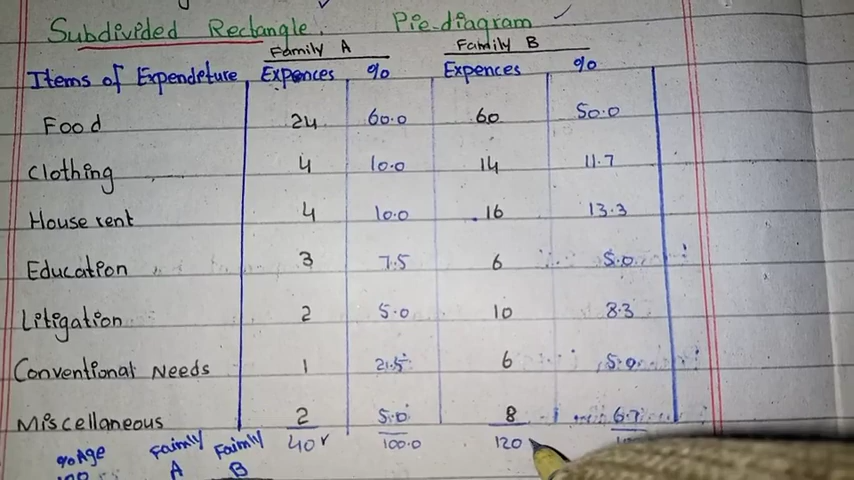 Subdivided Rectangle. Pie-diagram
Family A Family B
Items of Expendeture Expences % Expences %
Food 24 60.0 60 50.0
Clothing 4 10.0 14 11.7
House rent 4 10.0 16 13.3
Education 3 7.5 6 5.0
Litigation 2 5.0 10 8.3
Conventional Needs 1 2.5 6 5.0
Miscellaneous 2 5.0 8 6.7
40 100.0 120
%Age Faimly Faimly
A B